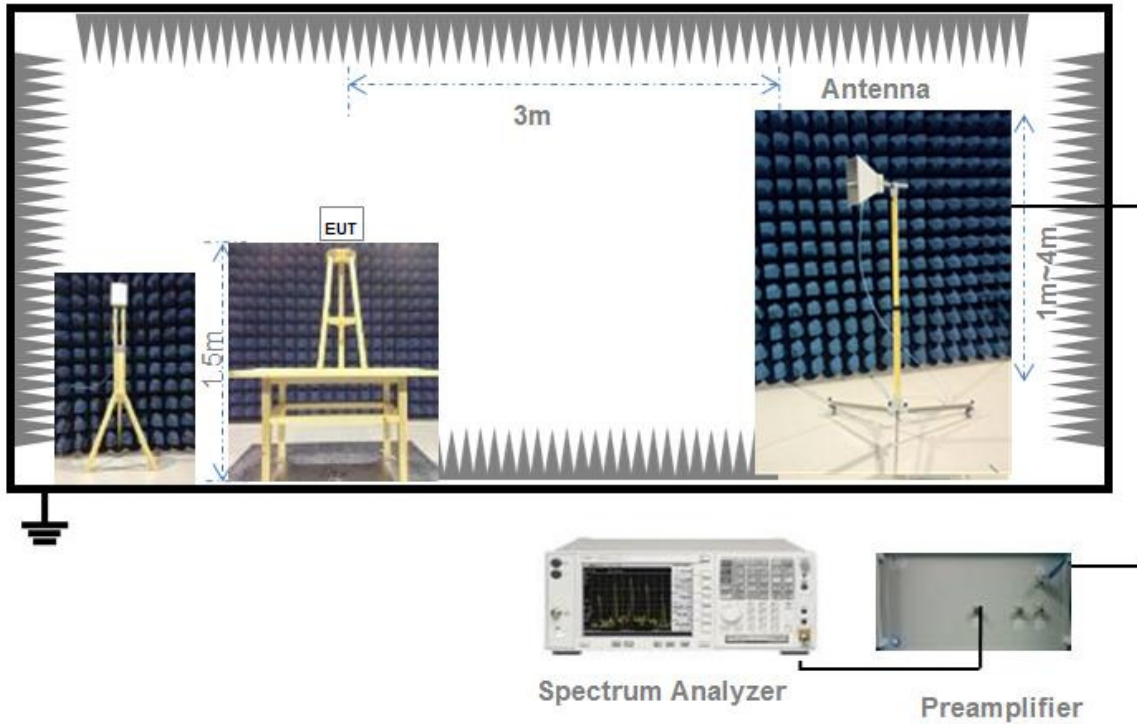 Antenna
3m
EUT
1.5m
1m~4m
Spectrum Analyzer
Preamplifier